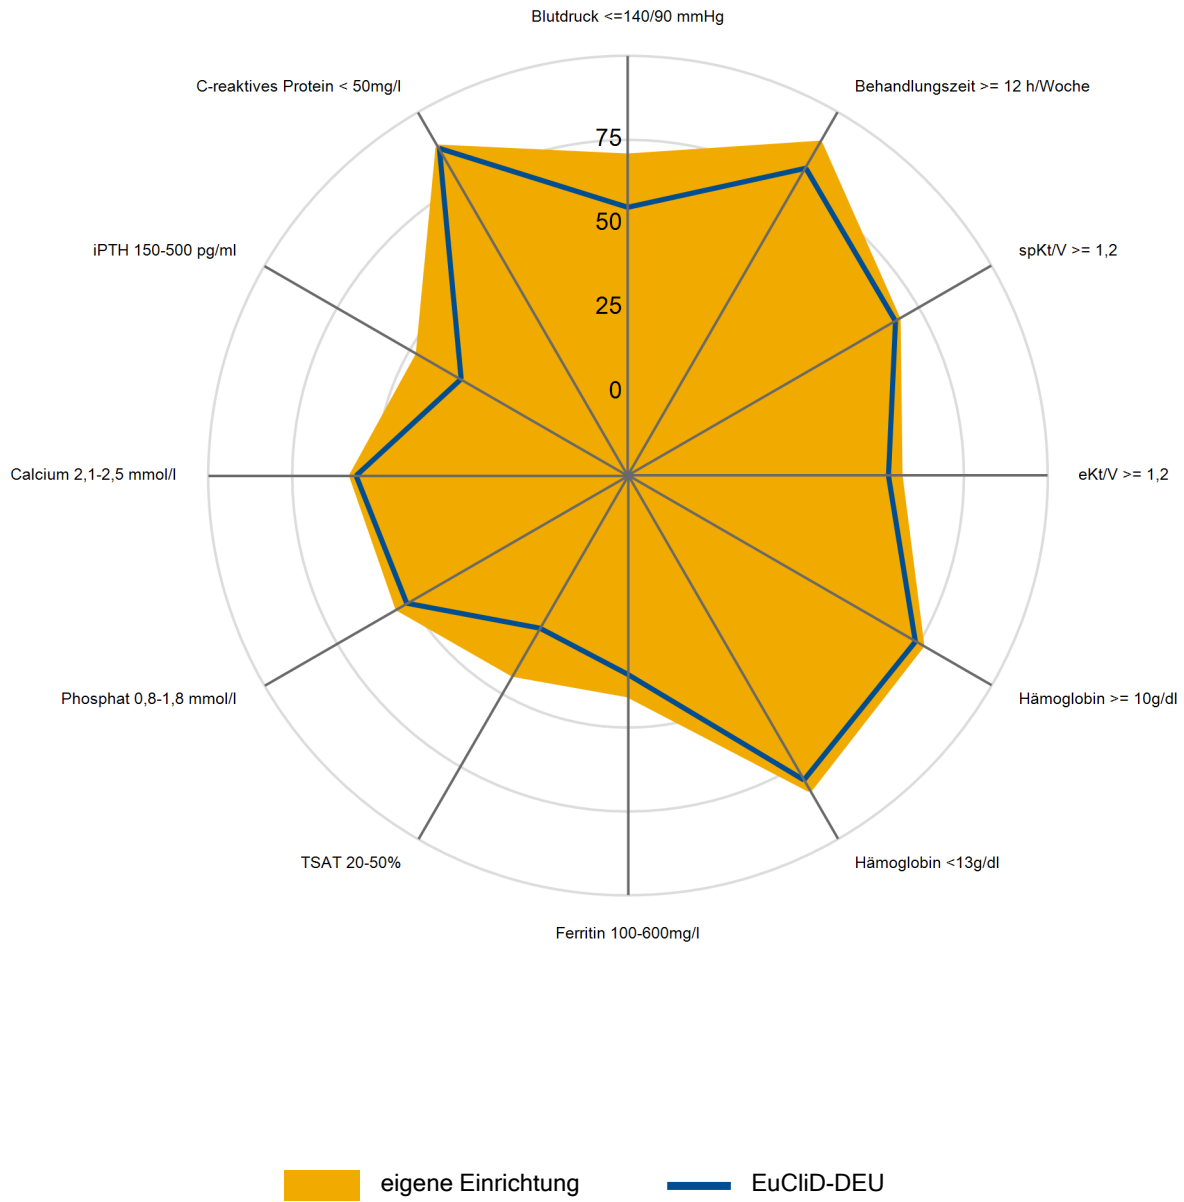 Blutdruck <=140/90 mmHg
C-reaktives Protein < 50mg/l
Behandlungszeit >= 12 h/Woche
75
50
iPTH 150-500 pg/ml
spKt/V >= 1,2
25
0
Calcium 2,1-2,5 mmol/l
eKt/V >= 1,2
Phosphat 0,8-1,8 mmol/l
Hämoglobin >= 10g/dl
TSAT 20-50%
Hämoglobin <13g/dl
Ferritin 100-600mg/l
eigene Einrichtung
EuCliD-DEU